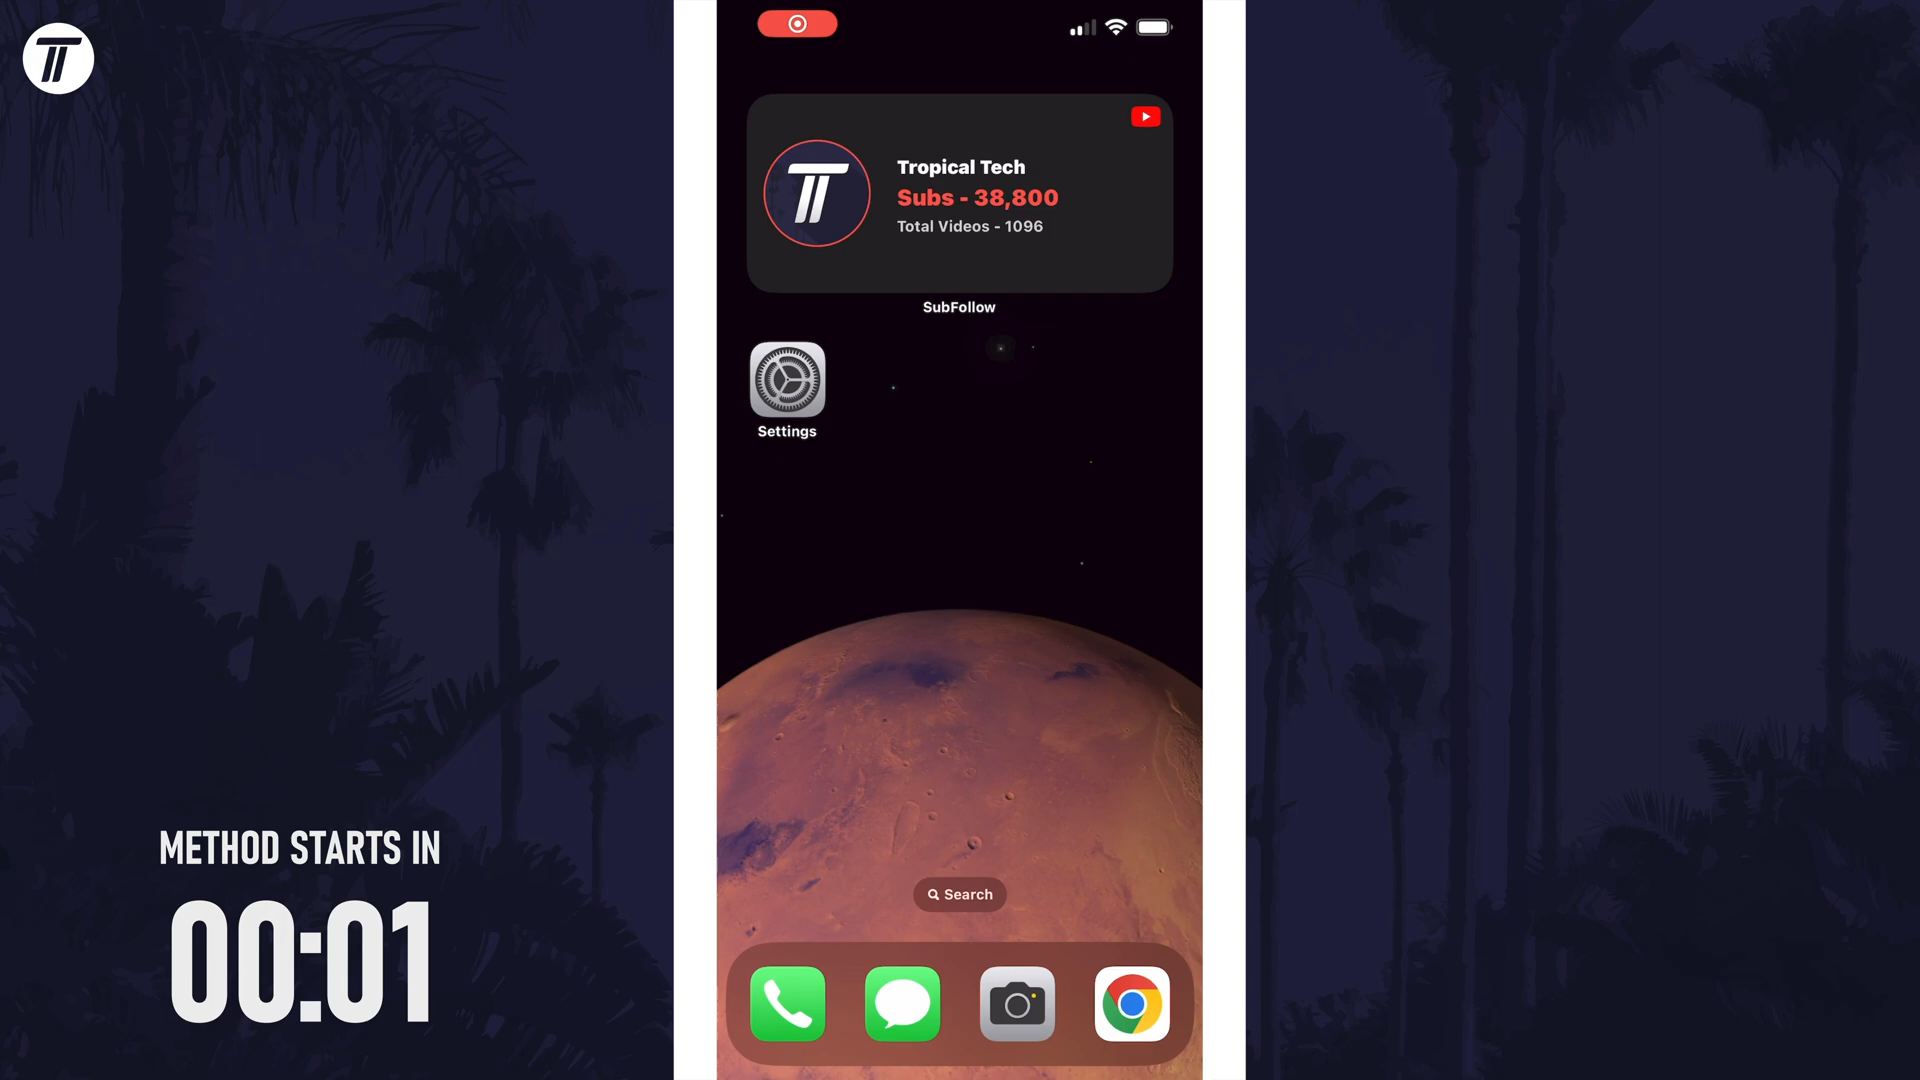 Tropical Tech
Subs - 38,800
Total Videos - 1096
SubFollow
Settings
METHOD STARTS IN
00:01
Search